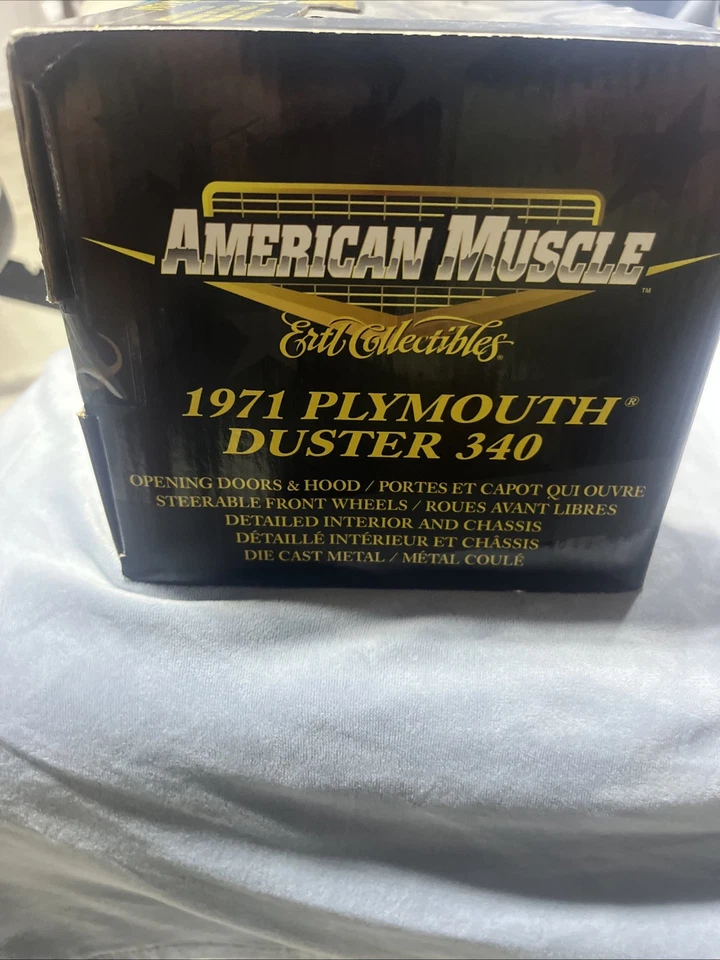 AMERICAN MUSCLE
™
Ertl Collectibles®
1971 PLYMOUTH®
DUSTER 340
OPENING DOORS & HOOD / PORTES ET CAPOT QUI OUVRE
STEERABLE FRONT WHEELS / ROUES AVANT LIBRES
DETAILED INTERIOR AND CHASSIS
DÉTAILLÉ INTÉRIEUR ET CHÂSSIS
DIE CAST METAL / MÉTAL COULÉ